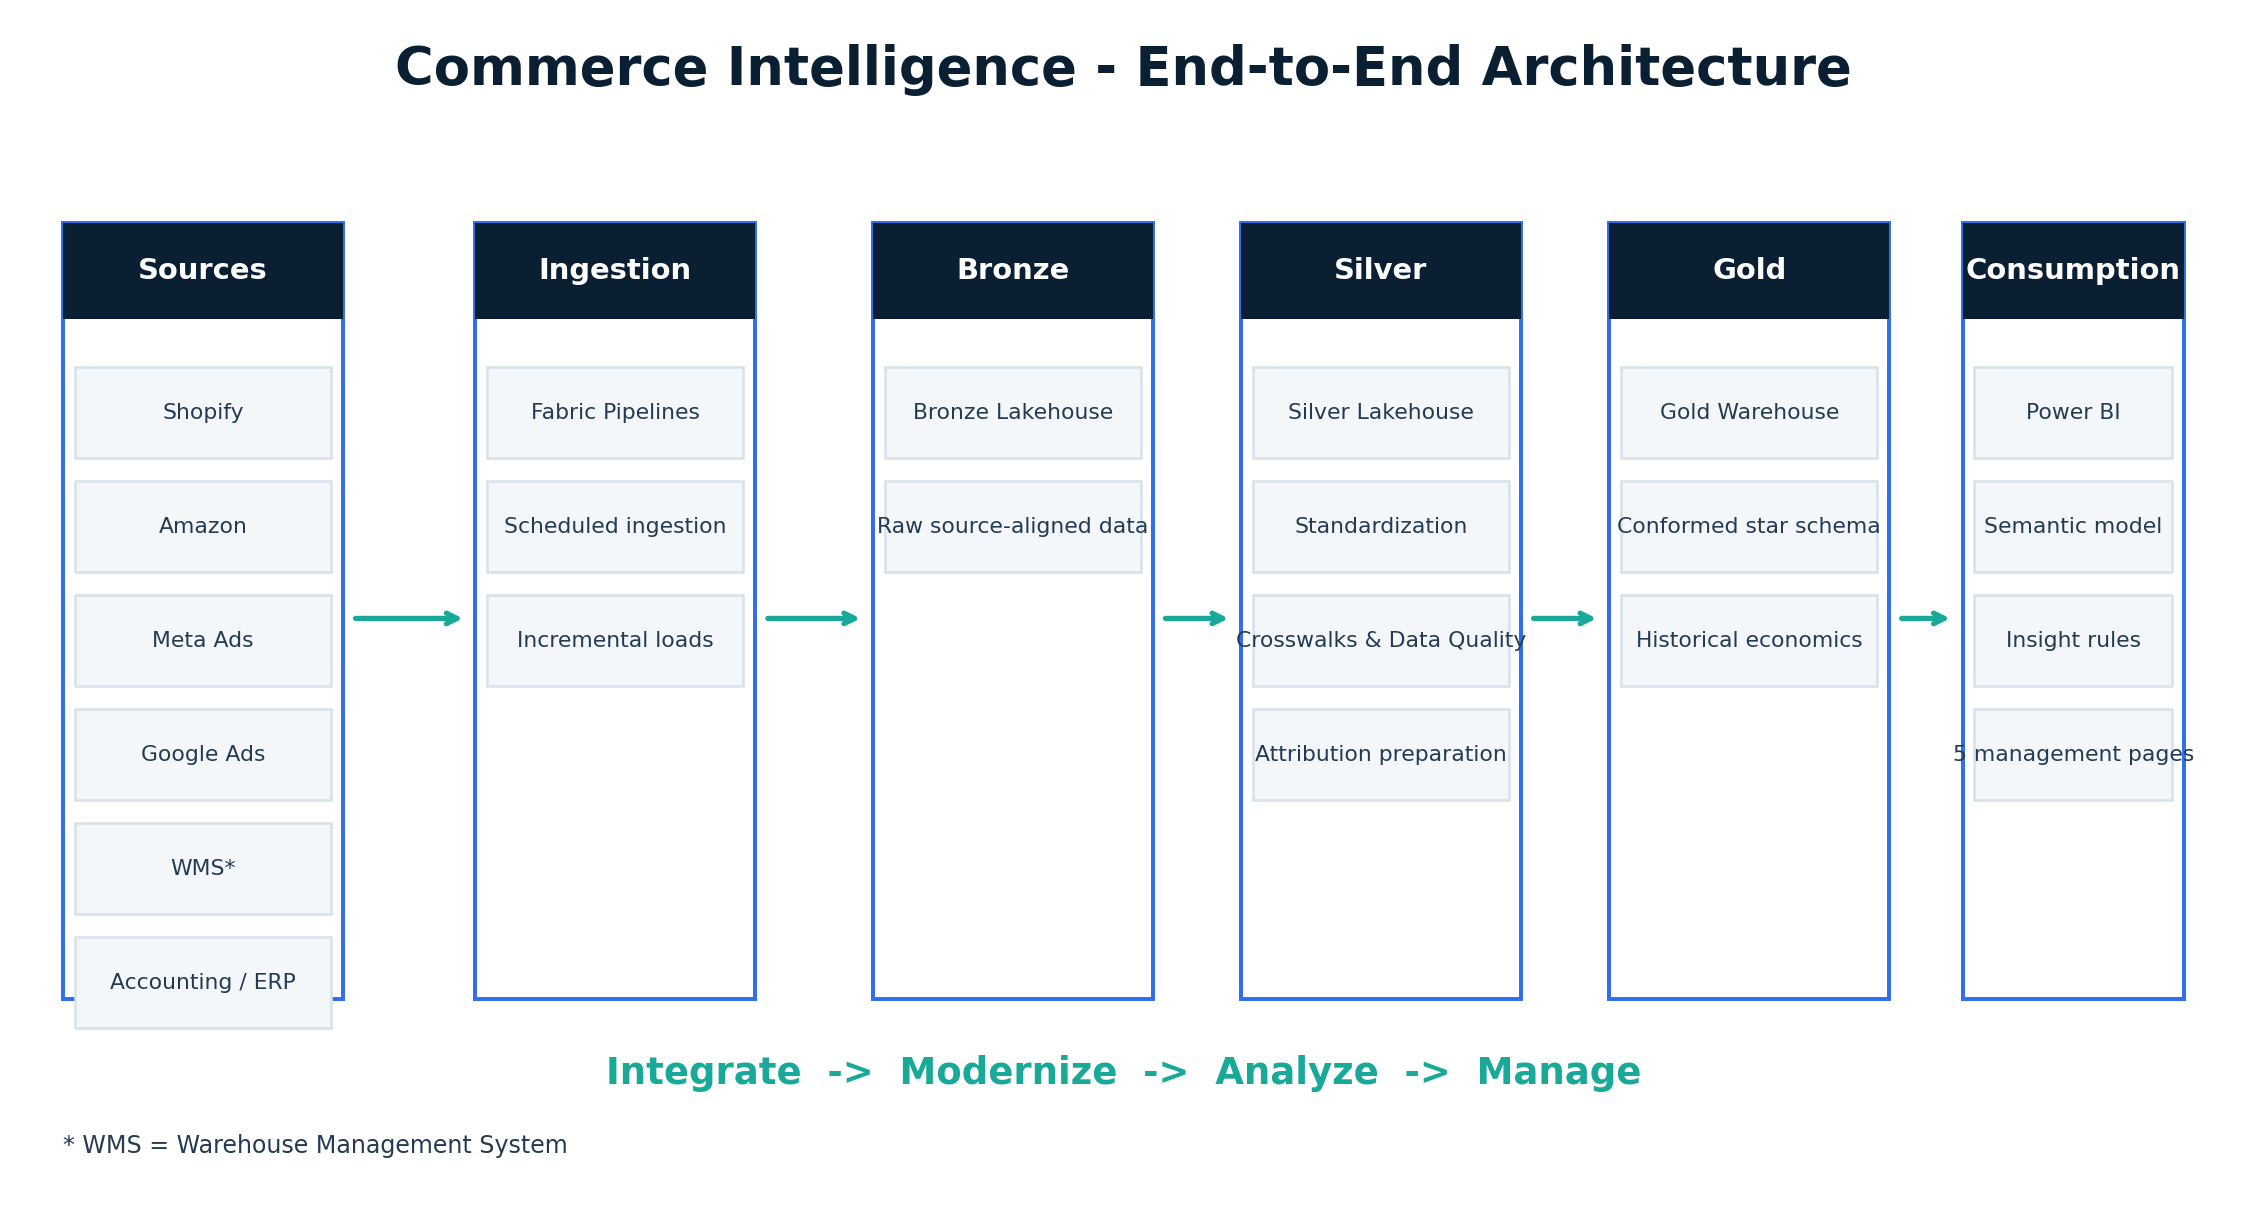 Commerce Intelligence - End-to-End Architecture
Sources
Shopify
Amazon
Meta Ads
Google Ads
WMS*
Accounting / ERP
Ingestion
Fabric Pipelines
Scheduled ingestion
Incremental loads
Bronze
Bronze Lakehouse
Raw source-aligned data
Silver
Silver Lakehouse
Standardization
Crosswalks & Data Quality
Attribution preparation
Gold
Gold Warehouse
Conformed star schema
Historical economics
Consumption
Power BI
Semantic model
Insight rules
5 management pages
Integrate -> Modernize -> Analyze -> Manage
* WMS = Warehouse Management System